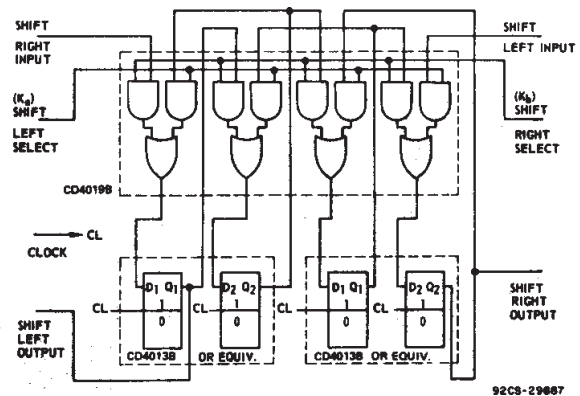 SHIFT
RIGHT
INPUT
SHIFT
LEFT INPUT
(Ka)
SHIFT
LEFT
SELECT
(Kb)
SHIFT
RIGHT
SELECT
CD4019B
CL
CLOCK
D1 Q1
1
0
D2 Q2
1
0
D1 Q1
1
0
D2 Q2
1
0
CL
CL
CL
CL
CD4013B OR EQUIV.
CD4013B OR EQUIV.
SHIFT
LEFT
OUTPUT
SHIFT
RIGHT
OUTPUT
92CS-29887